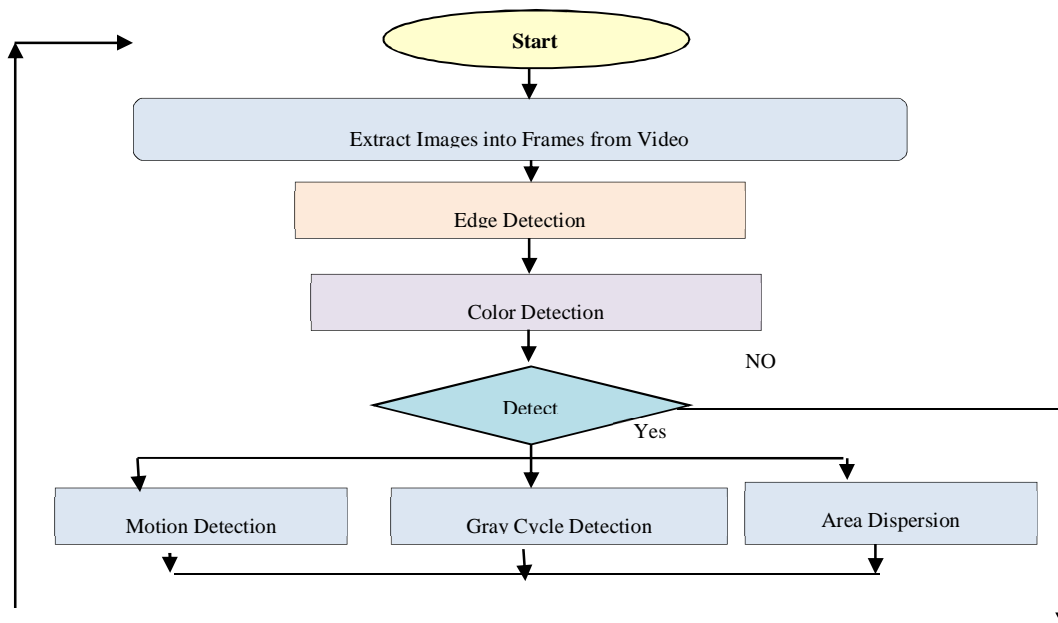 Start
Extract Images into Frames from Video
Edge Detection
Color Detection
NO
Detect
Yes
Motion Detection
Gray Cycle Detection
Area Dispersion